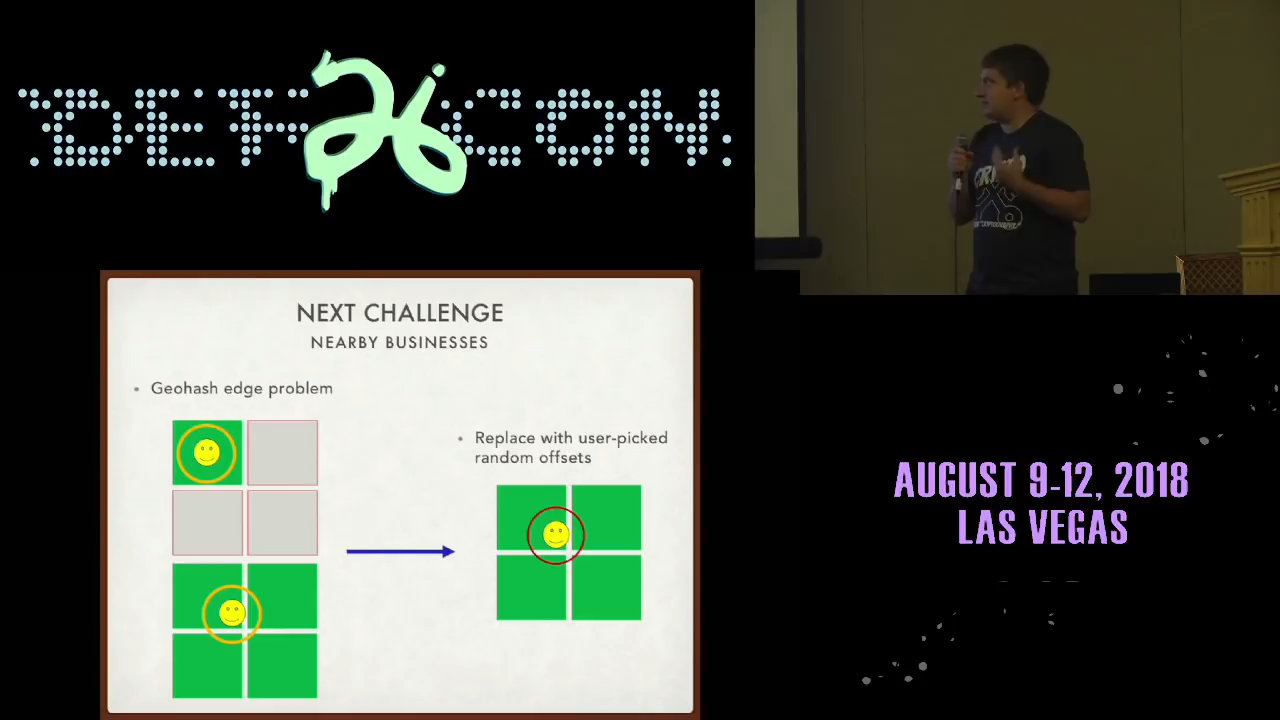 DEF 26 CON
NEXT CHALLENGE
NEARBY BUSINESSES
• Geohash edge problem
• Replace with user-picked
random offsets
AUGUST 9-12, 2018
LAS VEGAS